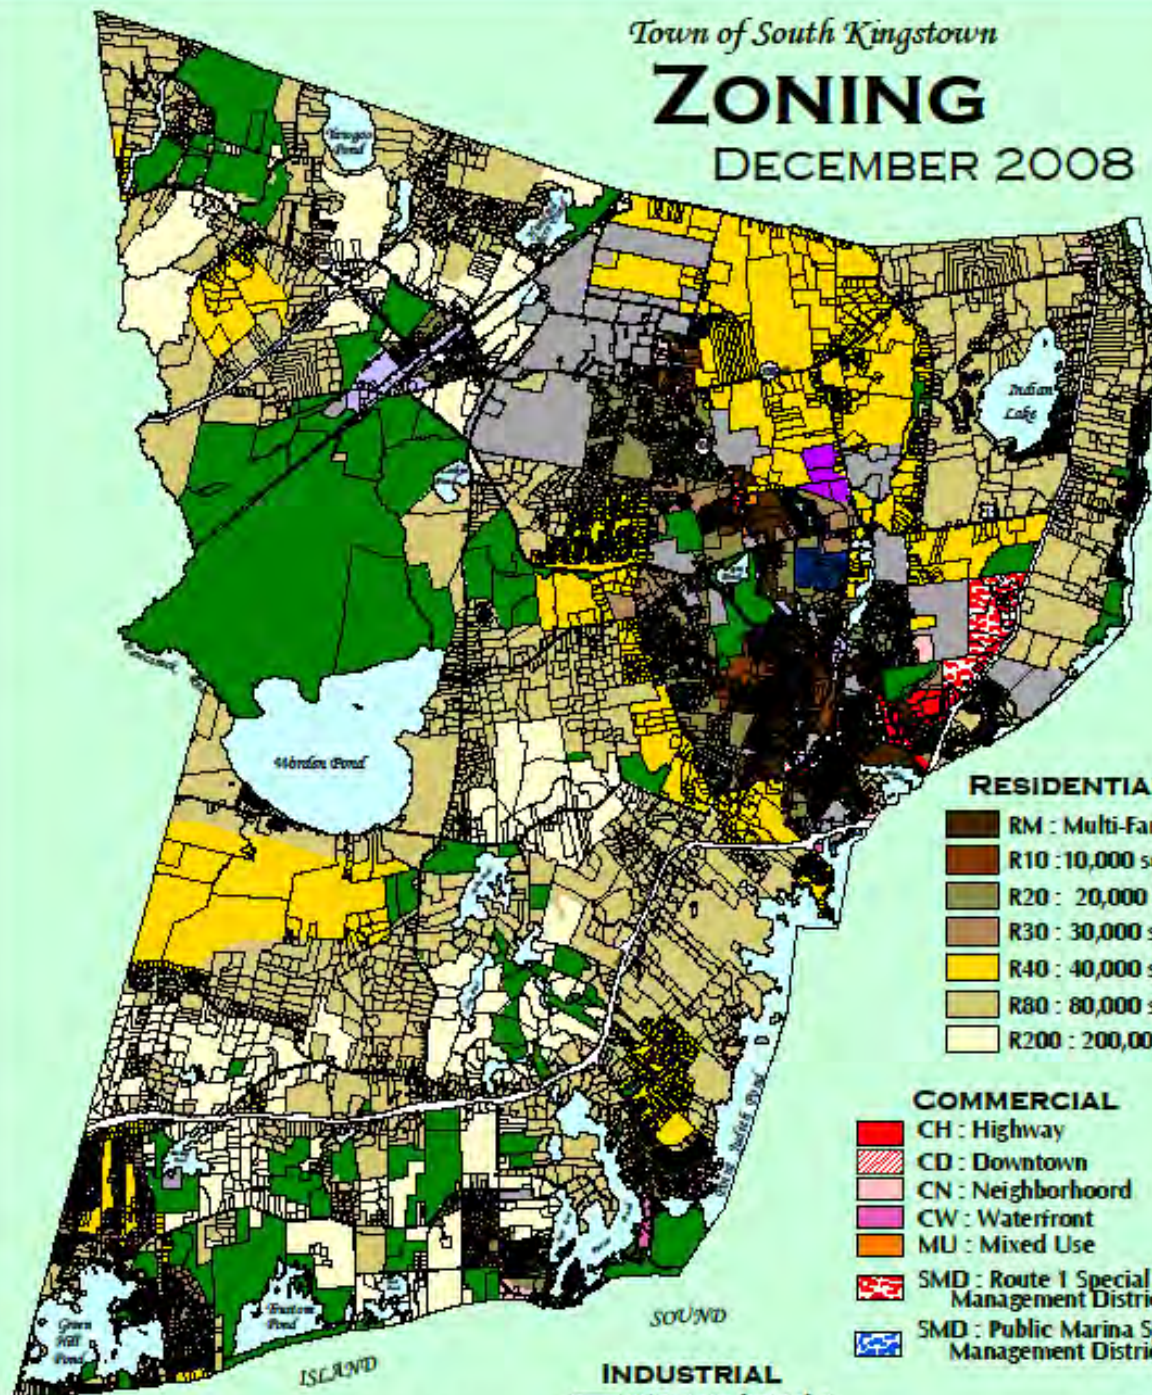 Town of South Kingstown
ZONING
DECEMBER 2008
Pond
Indian
Lake
Worden Pond
RESIDENTIA
RM : Multi-Fa
R10 :10,000 s
R20 : 20,000
R30 : 30,000 s
R40 : 40,000 s
R80 : 80,000 s
R200 : 200,00
COMMERCIAL
CH : Highway
CD : Downtown
CN : Neighborhoord
CW : Waterfront
MU : Mixed Use
SMD : Route 1 Special
Management Distri
SMD : Public Marina S
Management Distri
Green
Hill
Pond
Trustom
Pond
ISLAND
SOUND
INDUSTRIAL